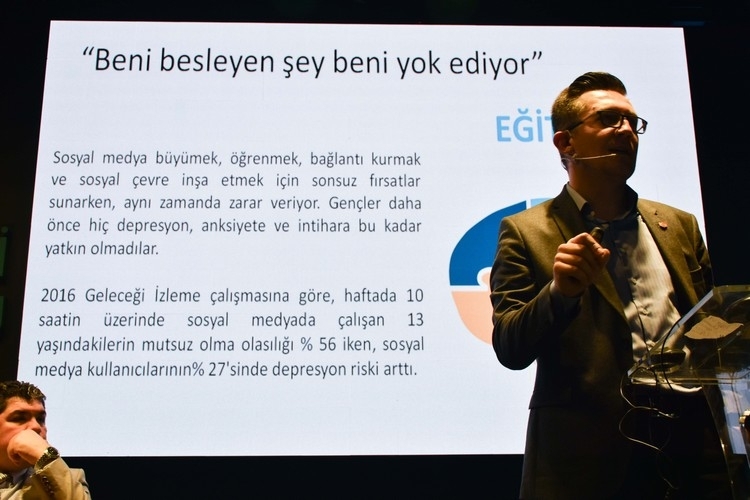 “Beni besleyen şey beni yok ediyor”
EĞİT
Sosyal medya büyümek, öğrenmek, bağlantı kurmak
ve sosyal çevre inşa etmek için sonsuz fırsatlar
sunarken, aynı zamanda zarar veriyor. Gençler daha
önce hiç depresyon, anksiyete ve intihara bu kadar
yatkın olmadılar.
2016 Geleceği İzleme çalışmasına göre, haftada 10
saatin üzerinde sosyal medyada çalışan 13
yaşındakilerin mutsuz olma olasılığı % 56 iken, sosyal
medya kullanıcılarının% 27'sinde depresyon riski arttı.